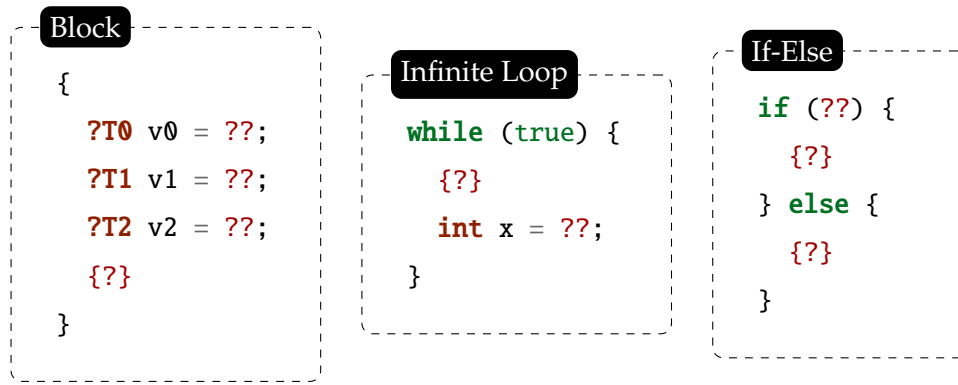 Block
{
?T0 v0 = ??;
?T1 v1 = ??;
?T2 v2 = ??;
{?}
}
Infinite Loop
while (true) {
{?}
int x = ??;
}
If-Else
if (??) {
{?}
} else {
{?}
}